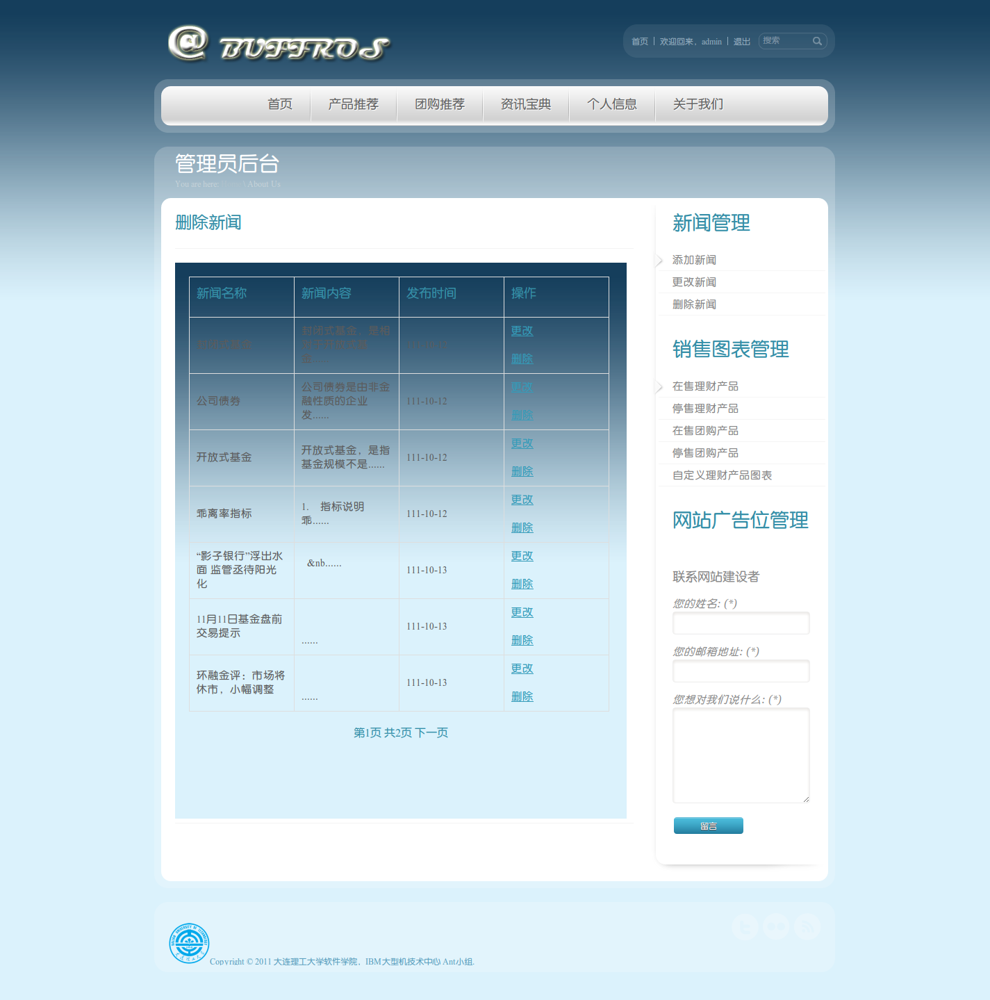 @ BUFFROS
首页 | 欢迎回来，admin | 退出
搜索
首页 产品推荐 团购推荐 资讯宝典 个人信息 关于我们
管理员后台
You are here: About Us
删除新闻
新闻名称 新闻内容 发布时间 操作
封闭式基金，是相
更改
删除
公司债券
公司债券是由非金
融性质的企业
发......
111-10-12
更改
删除
开放式基金
开放式基金，是指
基金规模不是......
111-10-12
更改
删除
乖离率指标
1. 指标说明
乖......
111-10-12
更改
删除
“影子银行”浮出水
面 监管丞待阳光
化
&nb......
111-10-13
更改
删除
11月11日基金盘前
交易提示
......
111-10-13
更改
删除
环融金评：市场将
休市，小幅调整
......
111-10-13
更改
删除
第1页 共2页 下一页
新闻管理
添加新闻
更改新闻
删除新闻
销售图表管理
在售理财产品
停售理财产品
在售团购产品
停售团购产品
自定义理财产品图表
网站广告位管理
联系网站建设者
您的姓名: (*)
您的邮箱地址: (*)
您想对我们说什么: (*)
留言
Copyright © 2011 大连理工大学软件学院，IBM大型机技术中心 Ant小组.